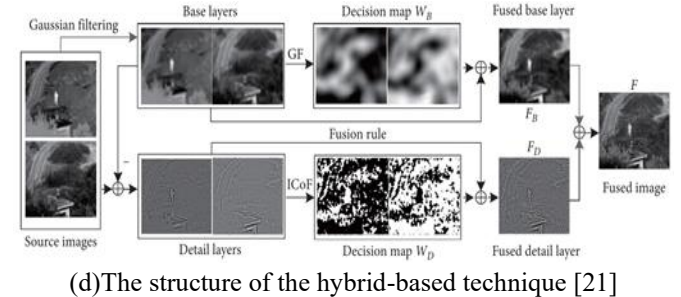 Gaussian filtering
Base layers
Decision map W_B
Fused base layer
GF
F_B
F
Fusion rule
F_D
−
ICoF
Source images
Detail layers
Decision map W_D
Fused detail layer
Fused image
(d)The structure of the hybrid-based technique [21]